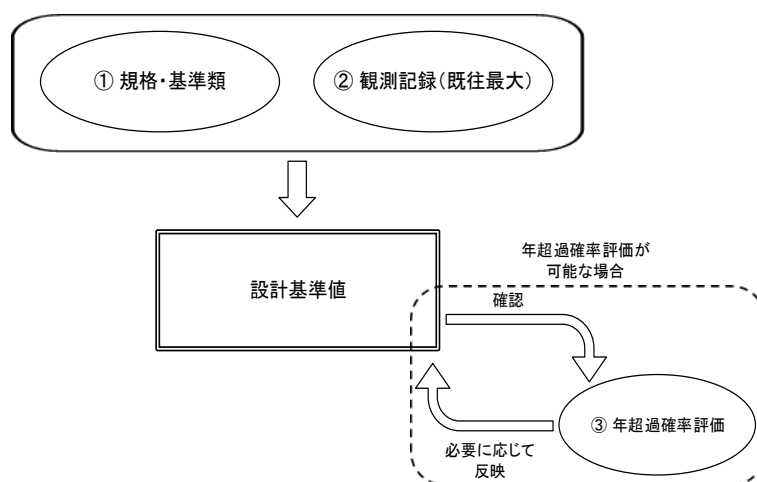 ① 規格・基準類
② 観測記録(既往最大)
設計基準値
年超過確率評価が
可能な場合
確認
③ 年超過確率評価
必要に応じて
反映